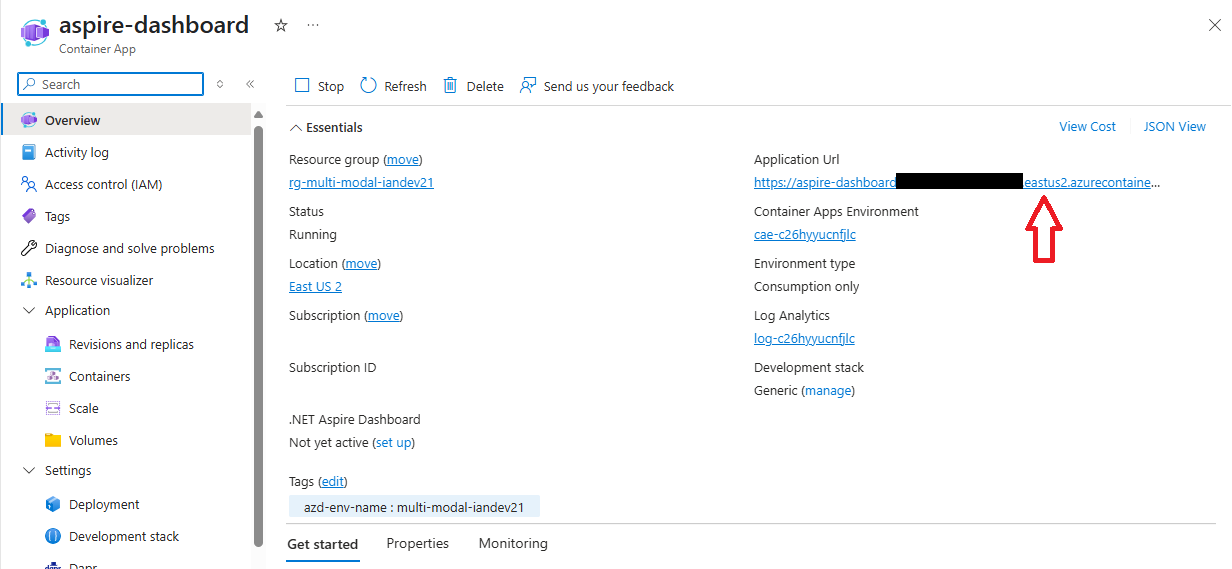 aspire-dashboard
Container App
Search
Overview
Activity log
Access control (IAM)
Tags
Diagnose and solve problems
Resource visualizer
Application
Revisions and replicas
Containers
Scale
Volumes
Settings
Deployment
Development stack
Dapr
Stop Refresh Delete Send us your feedback
Essentials
View Cost JSON View
Resource group (move)
rg-multi-modal-iandev21
Status
Running
Location (move)
East US 2
Subscription (move)
Subscription ID
.NET Aspire Dashboard
Not yet active (set up)
Tags (edit)
azd-env-name : multi-modal-iandev21
Application Url
https://aspire-dashboard .eastus2.azurecontaine...
Container Apps Environment
cae-c26hyyucnfjlc
Environment type
Consumption only
Log Analytics
log-c26hyyucnfjlc
Development stack
Generic (manage)
Get started Properties Monitoring